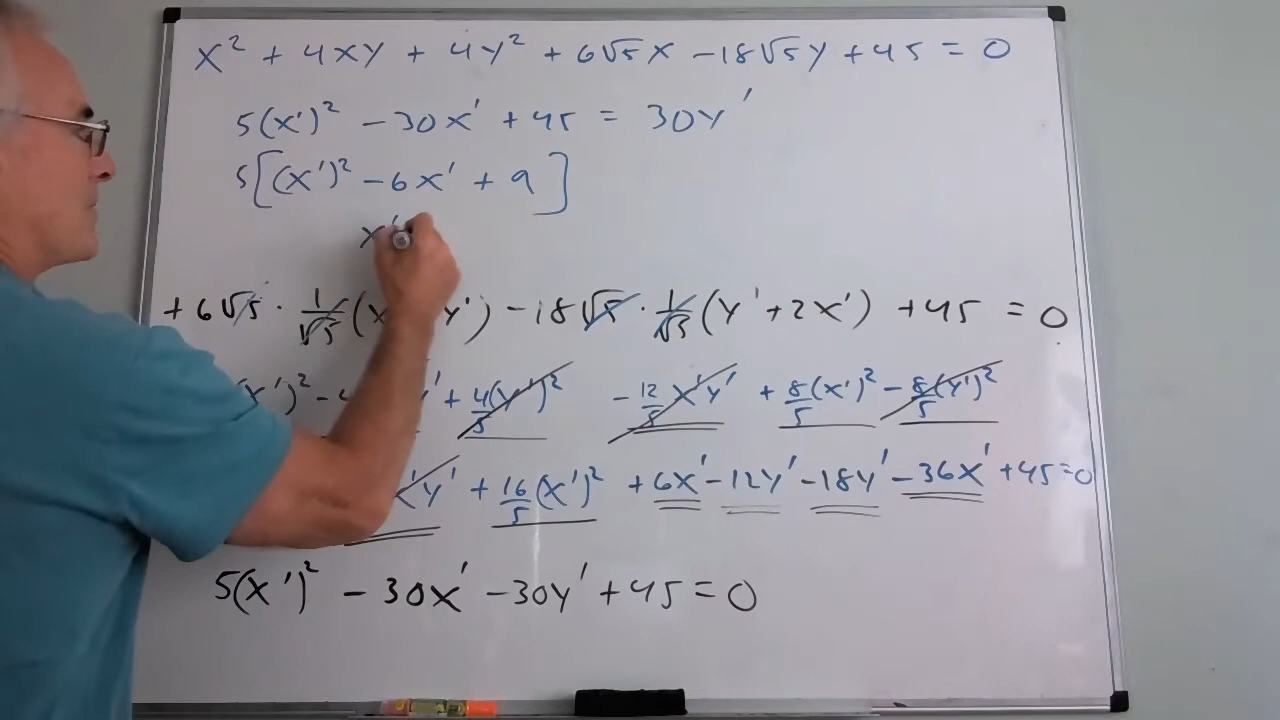 x² + 4xy + 4y² + 6√5x - 18√5y + 45 = 0
5(x')² - 30x' + 45 = 30y'
5[(x')² - 6x' + 9]
x'
+ 6√5 · 1/√5 (x y') - 18√5 · 1/√5 (y' + 2x') + 45 = 0
x')² - 4 ' + 4/5(y')² - 12/5 x'y' + 8/5(x')² - 8/5(y')²
x'y' + 16/5(x')² + 6x' - 12y' - 18y' - 36x' + 45 = 0
5(x')² - 30x' - 30y' + 45 = 0